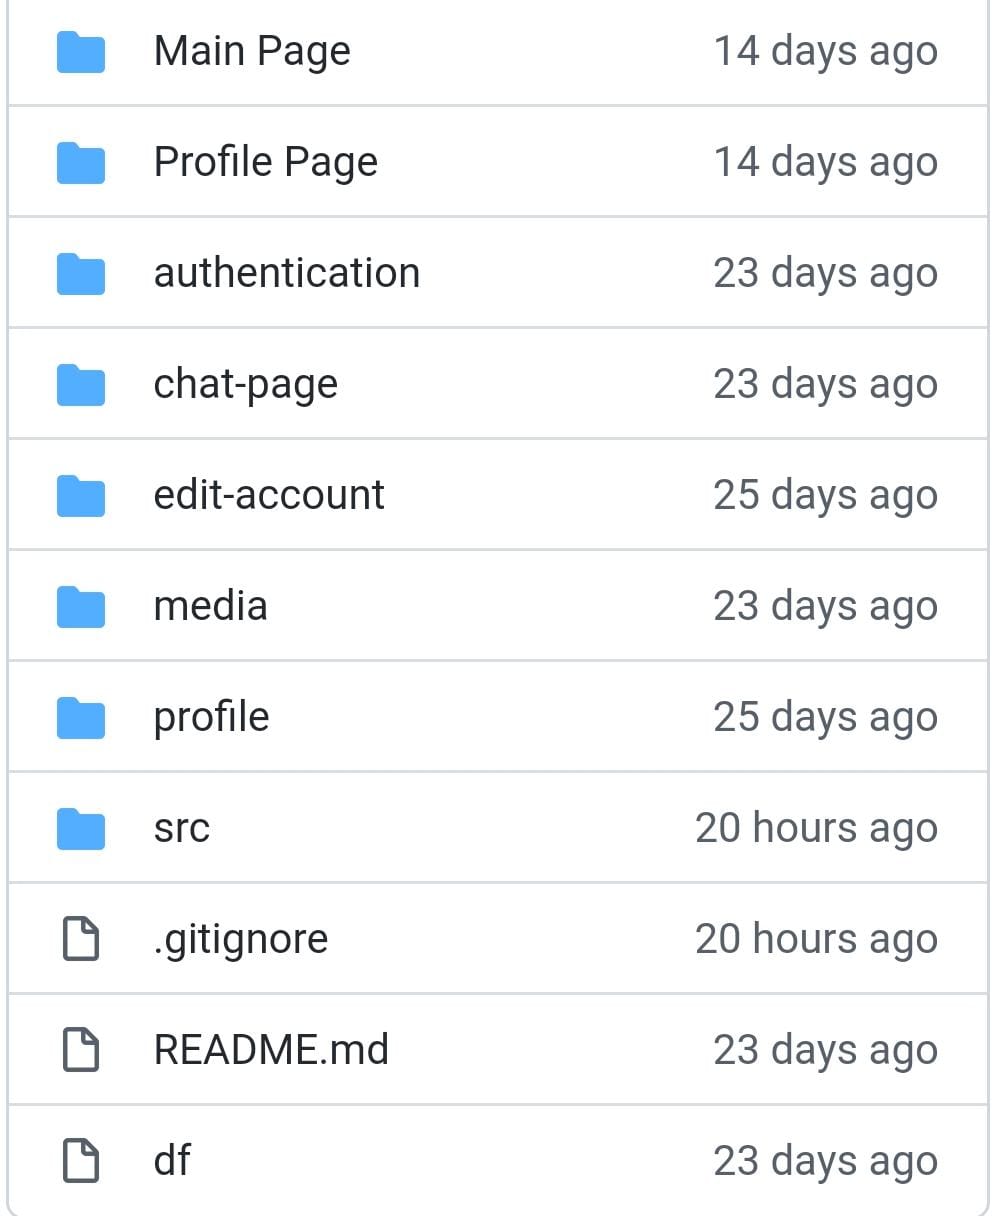 Main Page 14 days ago
Profile Page 14 days ago
authentication 23 days ago
chat-page 23 days ago
edit-account 25 days ago
media 23 days ago
profile 25 days ago
src 20 hours ago
.gitignore 20 hours ago
README.md 23 days ago
df 23 days ago